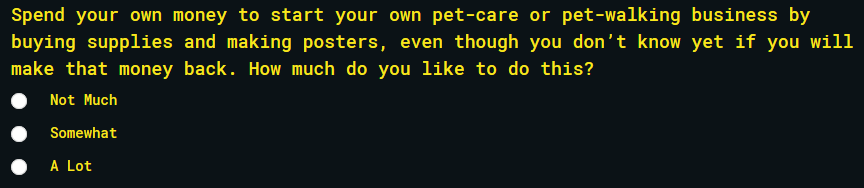 Spend your own money to start your own pet-care or pet-walking business by
buying supplies and making posters, even though you don’t know yet if you will
make that money back. How much do you like to do this?
Not Much
Somewhat
A Lot